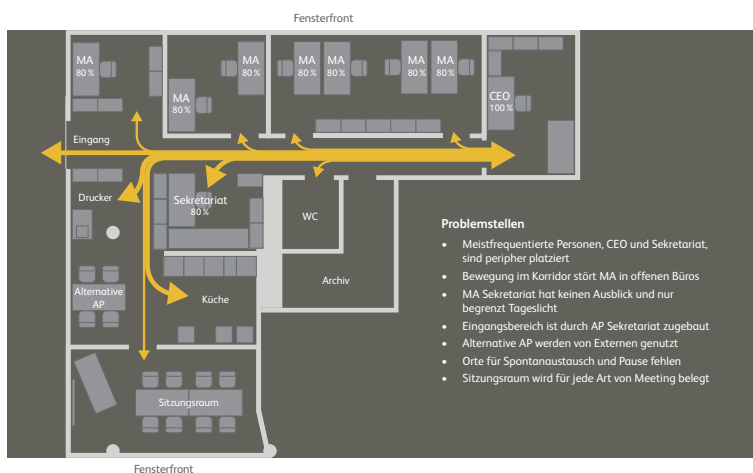 Fensterfront
MA
80 %
MA
80 %
MA
80 %
MA
80 %
MA
80 %
MA
80 %
MA
80 %
CEO
100 %
Eingang
Drucker
Sekretariat
80 %
WC
Archiv
Alternative
AP
Küche
Sitzungsraum
Problemstellen
• Meistfrequentierte Personen, CEO und Sekretariat,
sind peripher platziert
• Bewegung im Korridor stört MA in offenen Büros
• MA Sekretariat hat keinen Ausblick und nur
begrenzt Tageslicht
• Eingangsbereich ist durch AP Sekretariat zugebaut
• Alternative AP werden von Externen genutzt
• Orte für Spontanaustausch und Pause fehlen
• Sitzungsraum wird für jede Art von Meeting belegt
Fensterfront